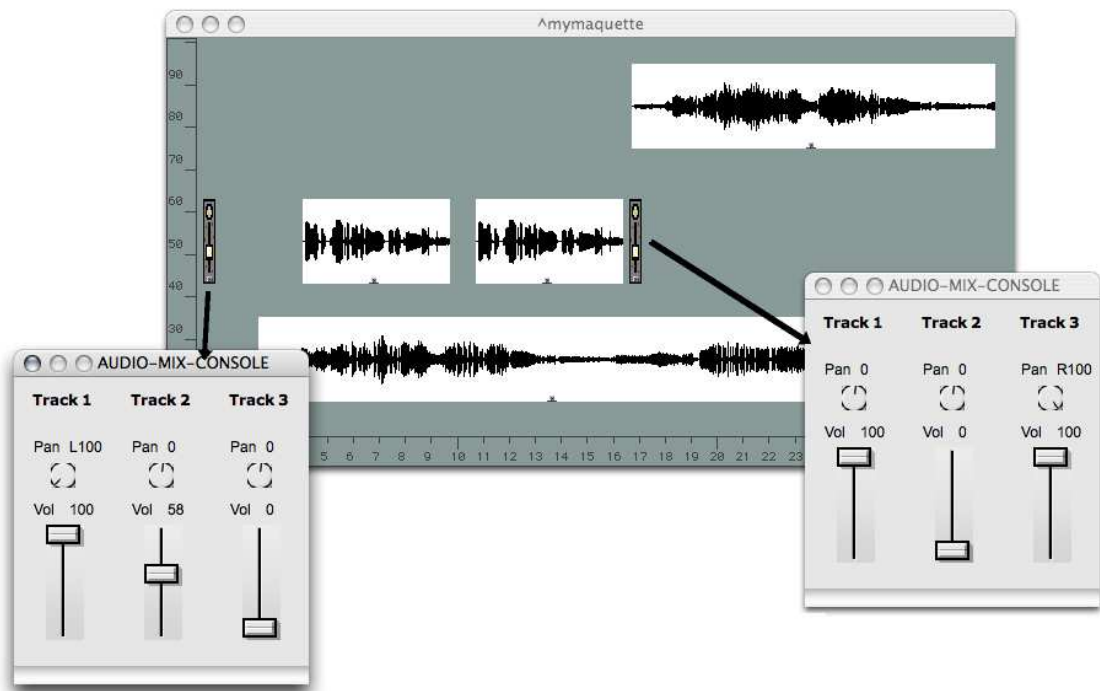 ^mymaquette
90
80
70
60
50
40
30
5 6 7 8 9 10 11 12 13 14 15 16 17 18 19 20 21 22 23
AUDIO-MIX-CONSOLE
Track 1 Track 2 Track 3
Pan L100 Pan 0 Pan 0
Vol 100 Vol 58 Vol 0
AUDIO-MIX-CONSOLE
Track 1 Track 2 Track 3
Pan 0 Pan 0 Pan R100
Vol 100 Vol 0 Vol 100